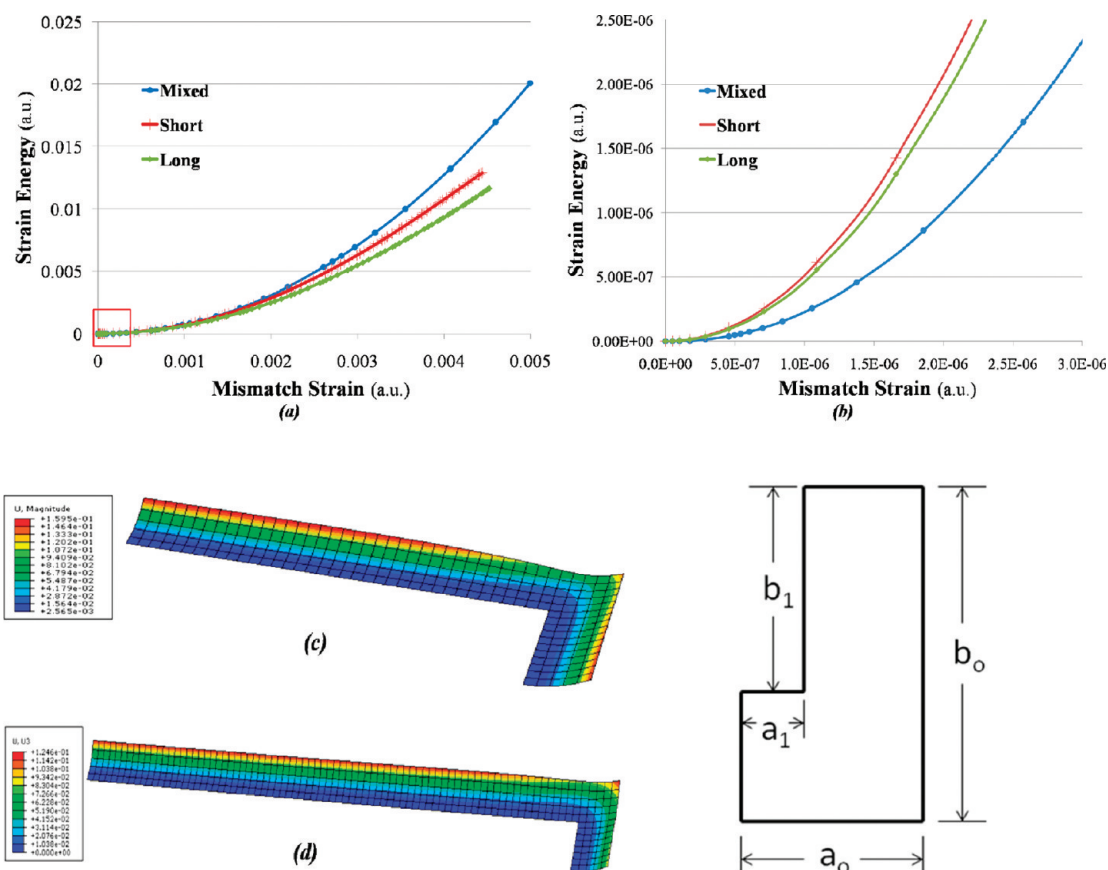 0.025
0.02
0.015
0.01
0.005
0
Strain Energy (a.u.)
Mixed
Short
Long
0 0.001 0.002 0.003 0.004 0.005
Mismatch Strain (a.u.)
(a)
2.50E-06
2.00E-06
1.50E-06
1.00E-06
5.00E-07
0.00E+00
Strain Energy (a.u.)
Mixed
Short
Long
0.0E+00 5.0E-07 1.0E-06 1.5E-06 2.0E-06 2.5E-06 3.0E-06
Mismatch Strain (a.u.)
(b)
U, Magnitude
+1.595e-01
+1.464e-01
+1.333e-01
+1.202e-01
+1.072e-01
+9.409e-02
+8.102e-02
+6.794e-02
+5.487e-02
+4.179e-02
+2.872e-02
+1.564e-02
+2.565e-03
(c)
U, U3
+1.246e-01
+1.142e-01
+1.038e-01
+9.342e-02
+8.304e-02
+7.266e-02
+6.228e-02
+5.190e-02
+4.152e-02
+3.114e-02
+2.076e-02
+1.038e-02
+0.000e+00
(d)
b1
bo
a1
ao